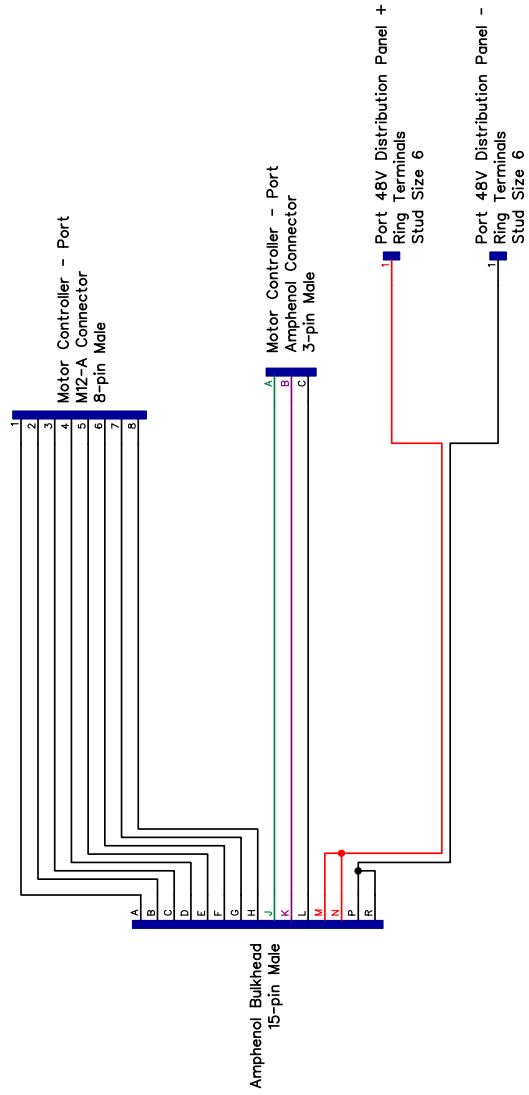 Port 48V Distribution Panel +
Ring Terminals
Stud Size 6
1
Port 48V Distribution Panel -
Ring Terminals
Stud Size 6
1
Motor Controller - Port
Amphenol Connector
3-pin Male
A
B
C
Motor Controller - Port
M12-A Connector
8-pin Male
1
2
3
4
5
6
7
8
A
B
C
D
E
F
G
H
J
K
L
M
N
P
R
Amphenol Bulkhead
15-pin Male